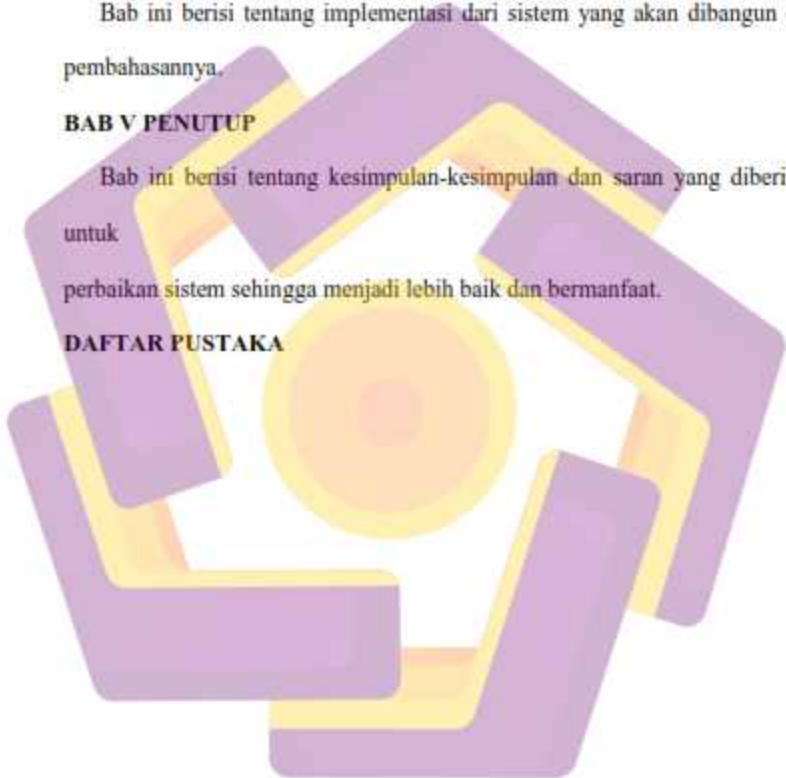 Bab ini berisi tentang implementasi dari sistem yang akan dibangun
pembahasannya.
BAB V PENUTUP
Bab ini berisi tentang kesimpulan-kesimpulan dan saran yang diberi
untuk
perbaikan sistem sehingga menjadi lebih baik dan bermanfaat.
DAFTAR PUSTAKA